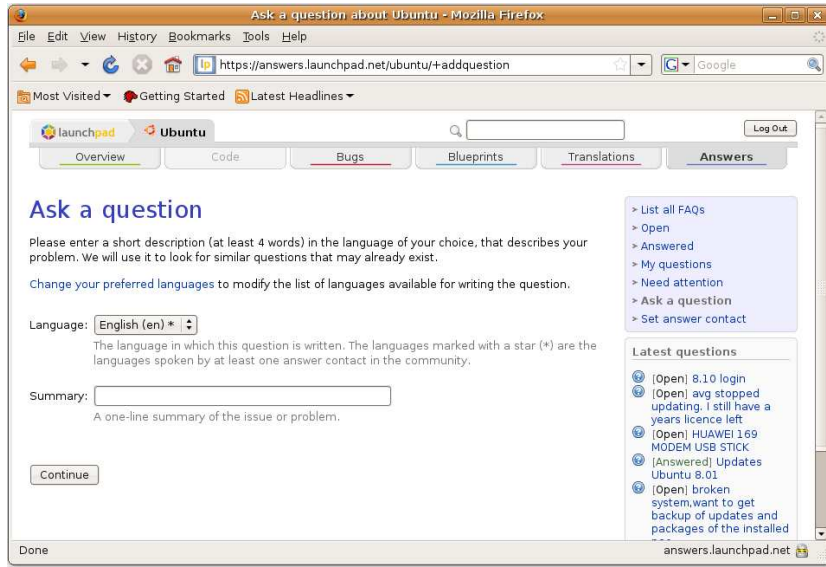 Ask a question about Ubuntu - Mozilla Firefox
File Edit View History Bookmarks Tools Help
lp https://answers.launchpad.net/ubuntu/+addquestion
G Google
Most Visited Getting Started Latest Headlines
launchpad Ubuntu
Log Out
Overview Code Bugs Blueprints Translations Answers
Ask a question
Please enter a short description (at least 4 words) in the language of your choice, that describes your
problem. We will use it to look for similar questions that may already exist.
Change your preferred languages to modify the list of languages available for writing the question.
Language: English (en) *
The language in which this question is written. The languages marked with a star (*) are the
languages spoken by at least one answer contact in the community.
Summary:
A one-line summary of the issue or problem.
Continue
List all FAQs
Open
Answered
My questions
Need attention
Ask a question
Set answer contact
Latest questions
[Open] 8.10 login
[Open] avg stopped
updating. I still have a
years licence left
[Open] HUAWEI 169
MODEM USB STICK
[Answered] Updates
Ubuntu 8.01
[Open] broken
system,want to get
backup of updates and
packages of the installed
Done
answers.launchpad.net